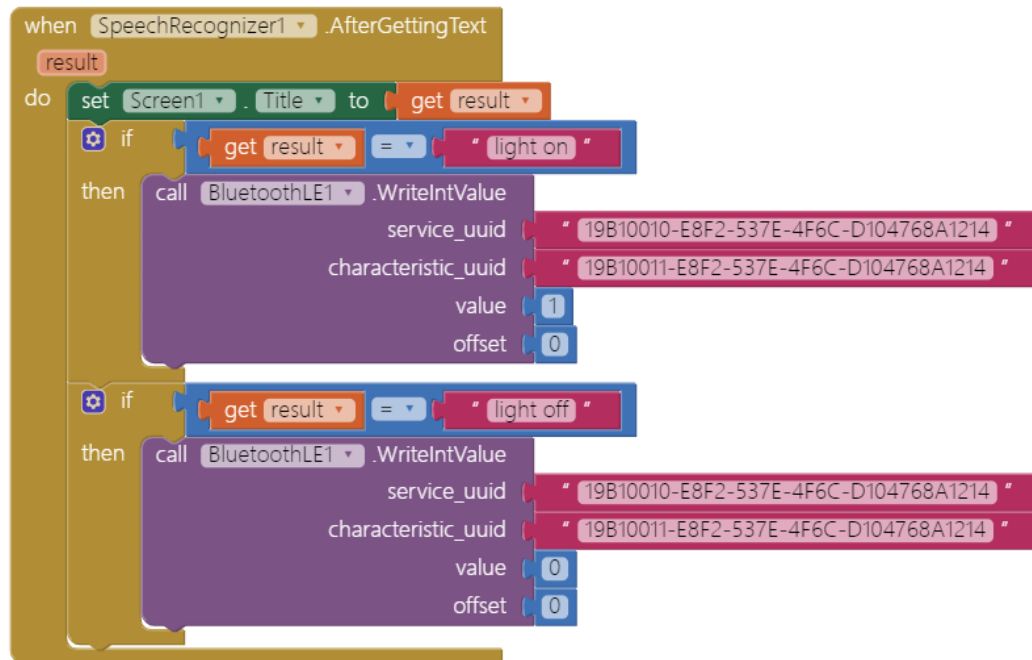 when SpeechRecognizer1 .AfterGettingText
result
do set Screen1 . Title to get result
if get result = " light on "
then call BluetoothLE1 .WriteIntValue
service_uuid " 19B10010-E8F2-537E-4F6C-D104768A1214 "
characteristic_uuid " 19B10011-E8F2-537E-4F6C-D104768A1214 "
value 1
offset 0
if get result = " light off "
then call BluetoothLE1 .WriteIntValue
service_uuid " 19B10010-E8F2-537E-4F6C-D104768A1214 "
characteristic_uuid " 19B10011-E8F2-537E-4F6C-D104768A1214 "
value 0
offset 0